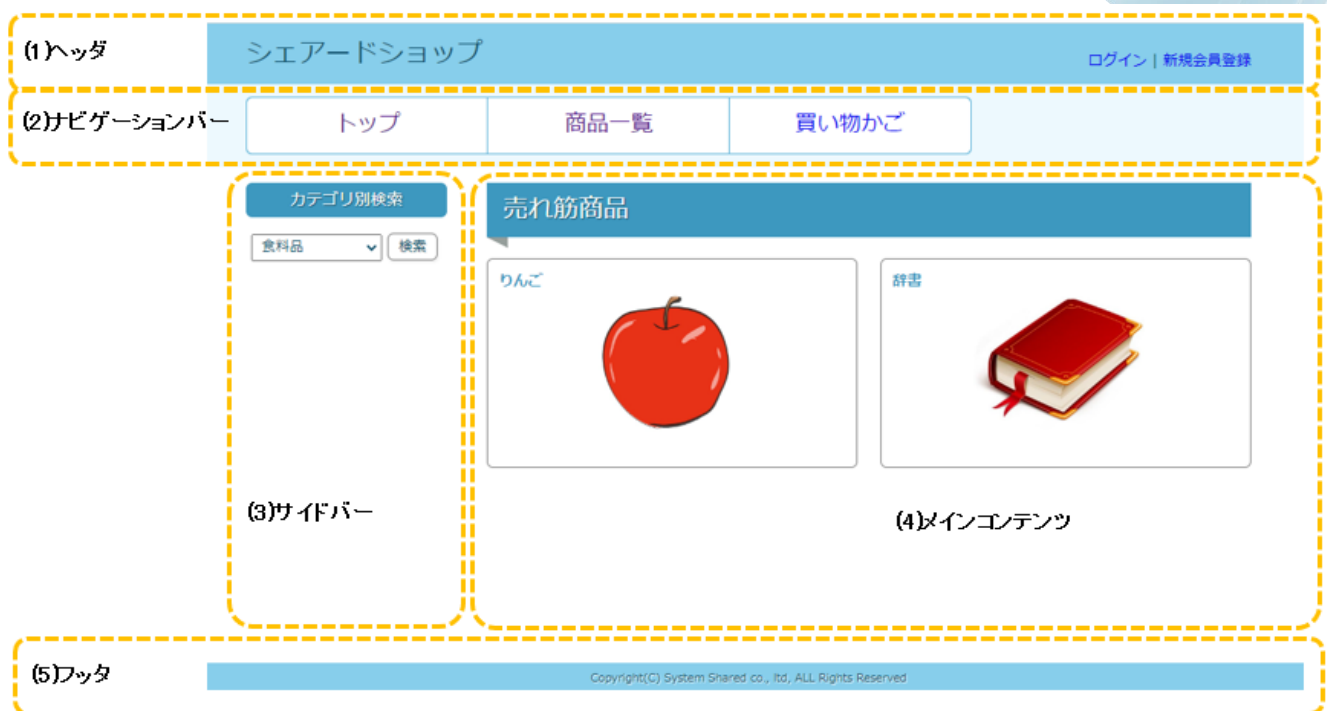 (1)ヘッダ
シェアードショップ
ログイン | 新規会員登録
(2)ナビゲーションバー
トップ
商品一覧
買い物かご
カテゴリ別検索
食料品
検索
売れ筋商品
りんご
辞書
(3)サイドバー
(4)メインコンテンツ
(5)フッタ
Copyright(C) System Shared co., ltd, ALL Rights Reserved